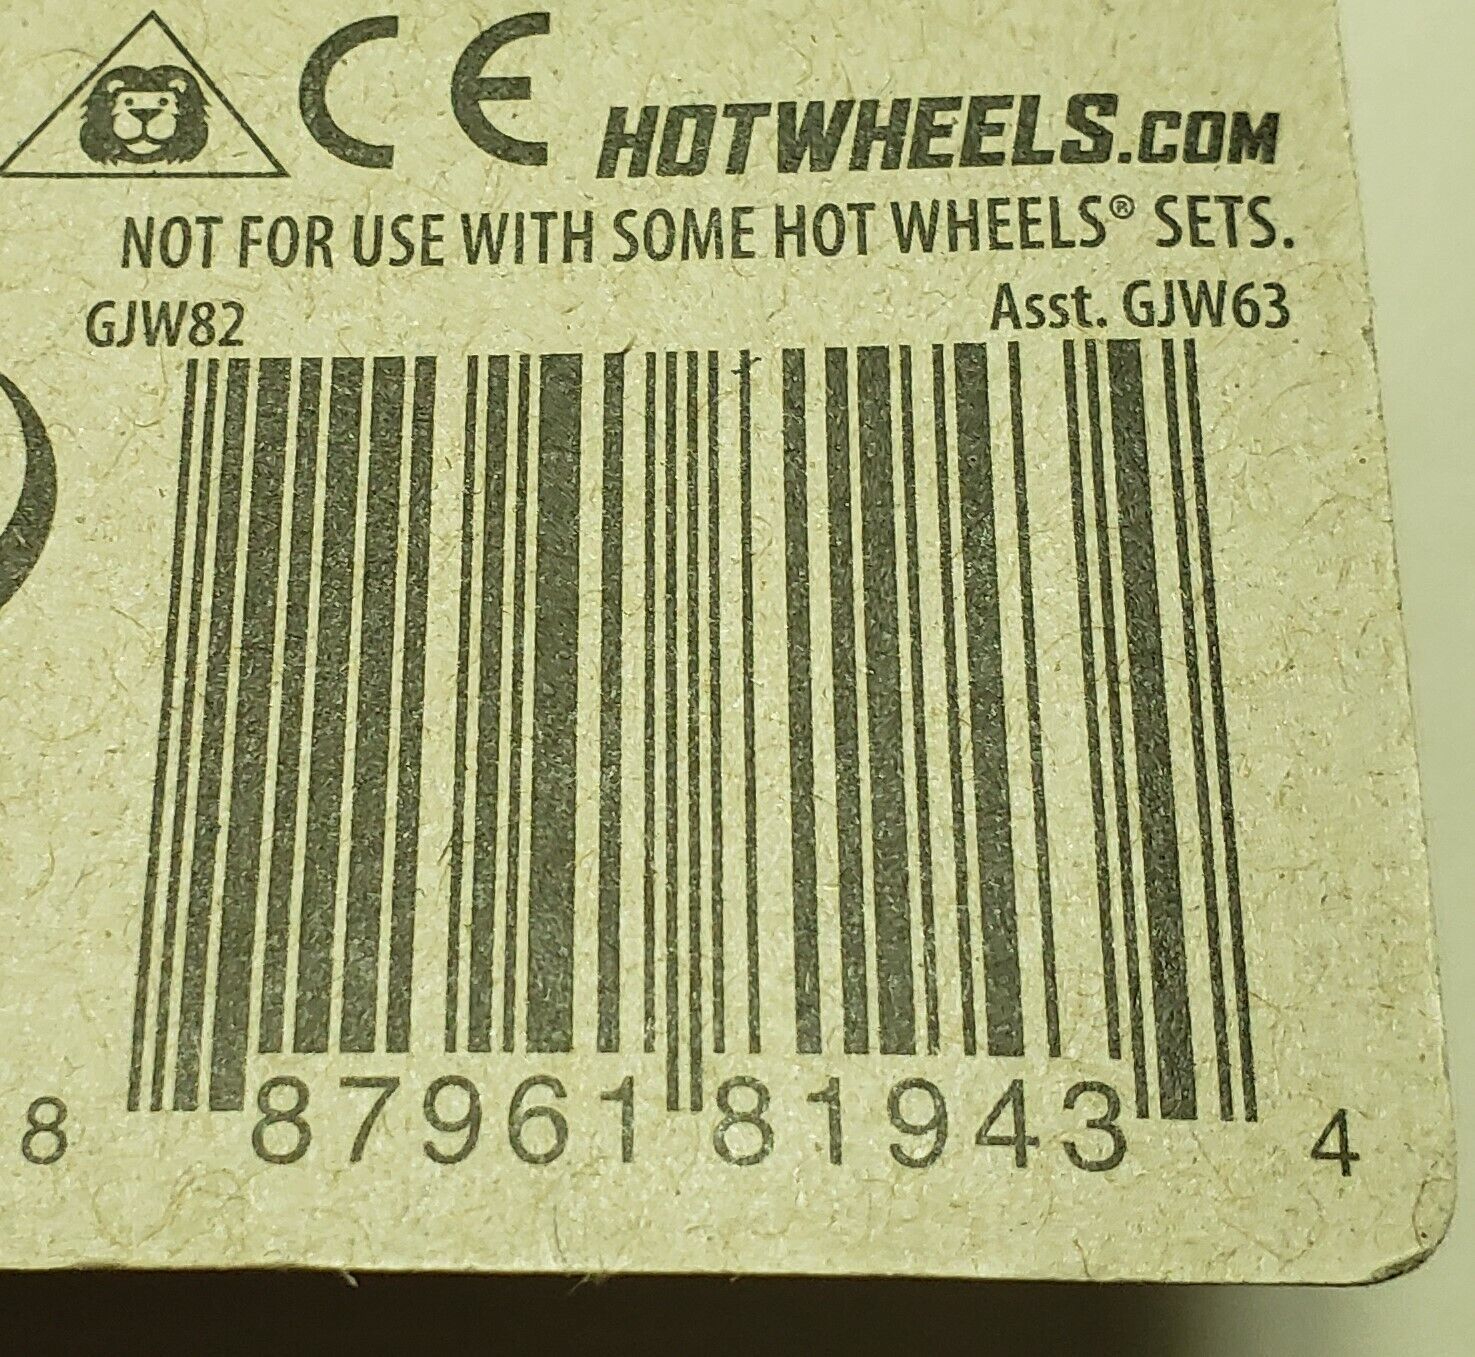 CE HOTWHEELS.COM
NOT FOR USE WITH SOME HOT WHEELS® SETS.
GJW82 Asst. GJW63
8 87961 81943 4